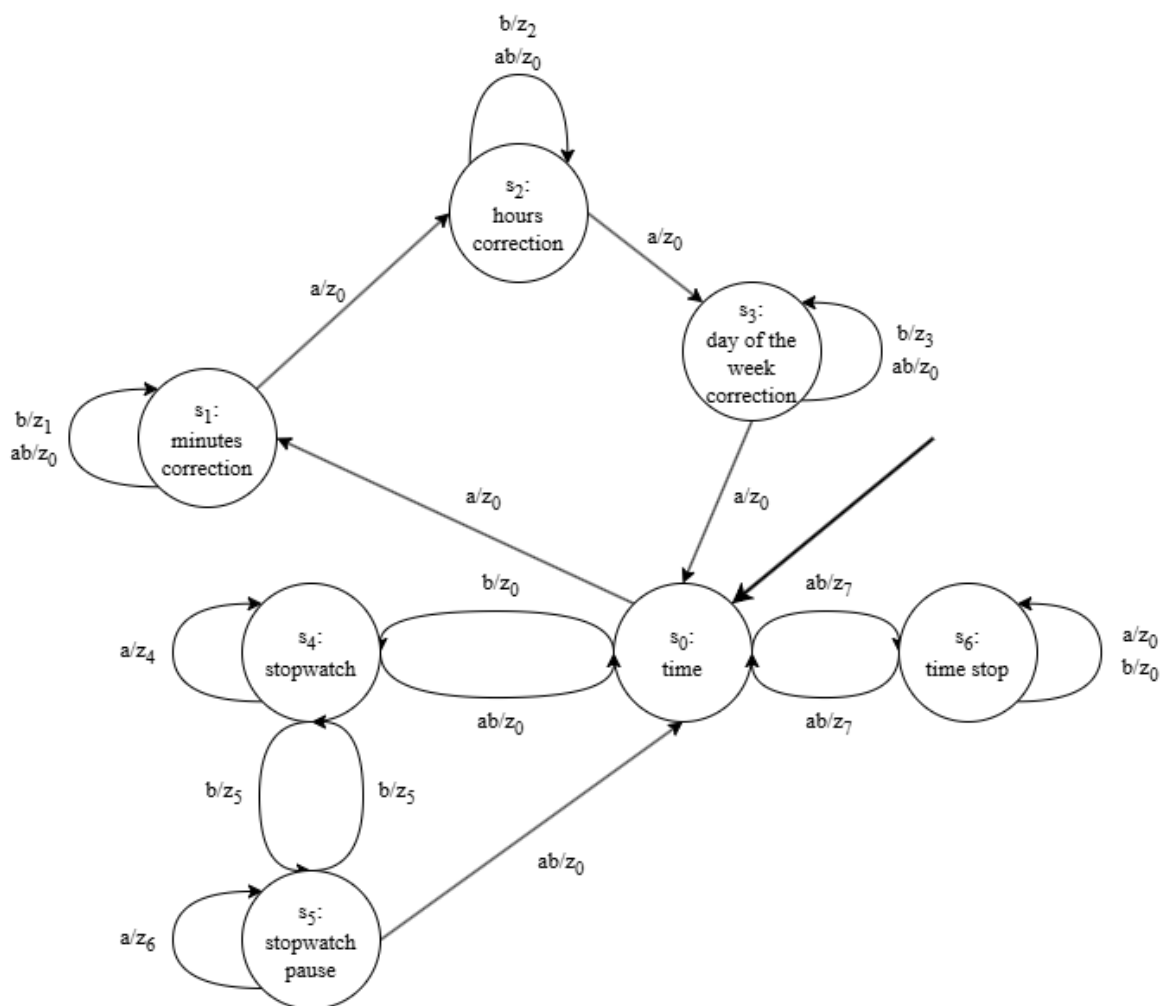 b/z₂
ab/z₀
s₂:
hours
correction
a/z₀
a/z₀
s₃:
day of the
week
correction
b/z₃
ab/z₀
s₁:
minutes
correction
b/z₁
ab/z₀
a/z₀
a/z₀
b/z₀
ab/z₇
s₄:
stopwatch
a/z₄
s₀:
time
s₆:
time stop
a/z₀
b/z₀
ab/z₀
ab/z₇
b/z₅
b/z₅
ab/z₀
s₅:
stopwatch
pause
a/z₆